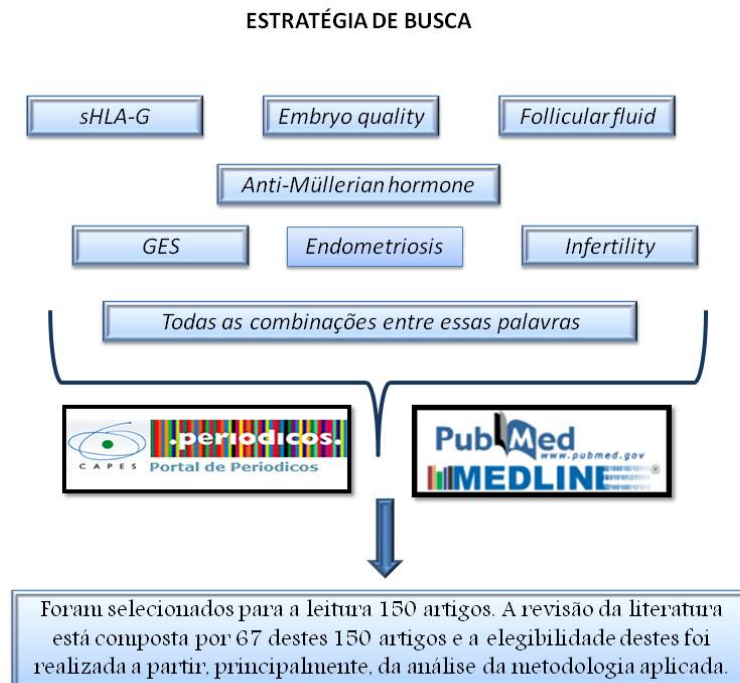 ESTRATÉGIA DE BUSCA
sHLA-G
Embryo quality
Follicular fluid
Anti-Müllerian hormone
GES
Endometriosis
Infertility
Todas as combinações entre essas palavras
CAPES
.periodicos.
Portal de Periodicos
PubMed
www.pubmed.gov
MEDLINE®
Foram selecionados para a leitura 150 artigos. A revisão da literatura
está composta por 67 destes 150 artigos e a elegibilidade destes foi
realizada a partir, principalmente, da análise da metodologia aplicada.